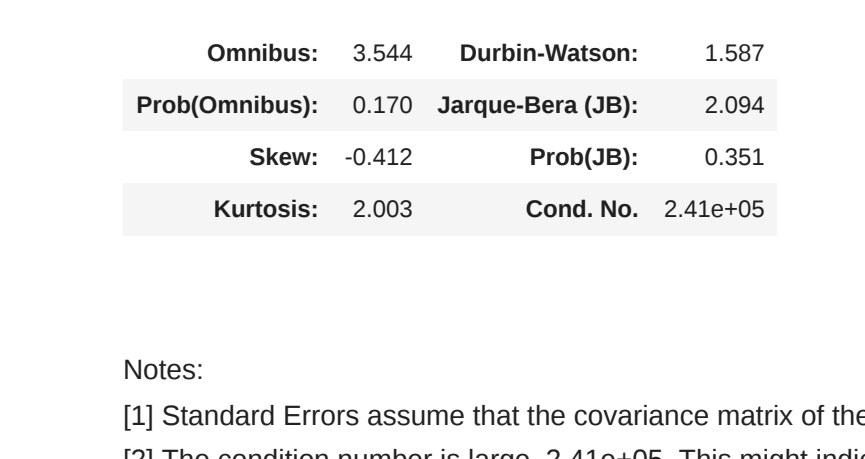 Omnibus: 3.544 Durbin-Watson: 1.587
Prob(Omnibus): 0.170 Jarque-Bera (JB): 2.094
Skew: -0.412 Prob(JB): 0.351
Kurtosis: 2.003 Cond. No. 2.41e+05
Notes:
[1] Standard Errors assume that the covariance matrix of the
[2] The condition number is large, 2.41e+05. This might indic